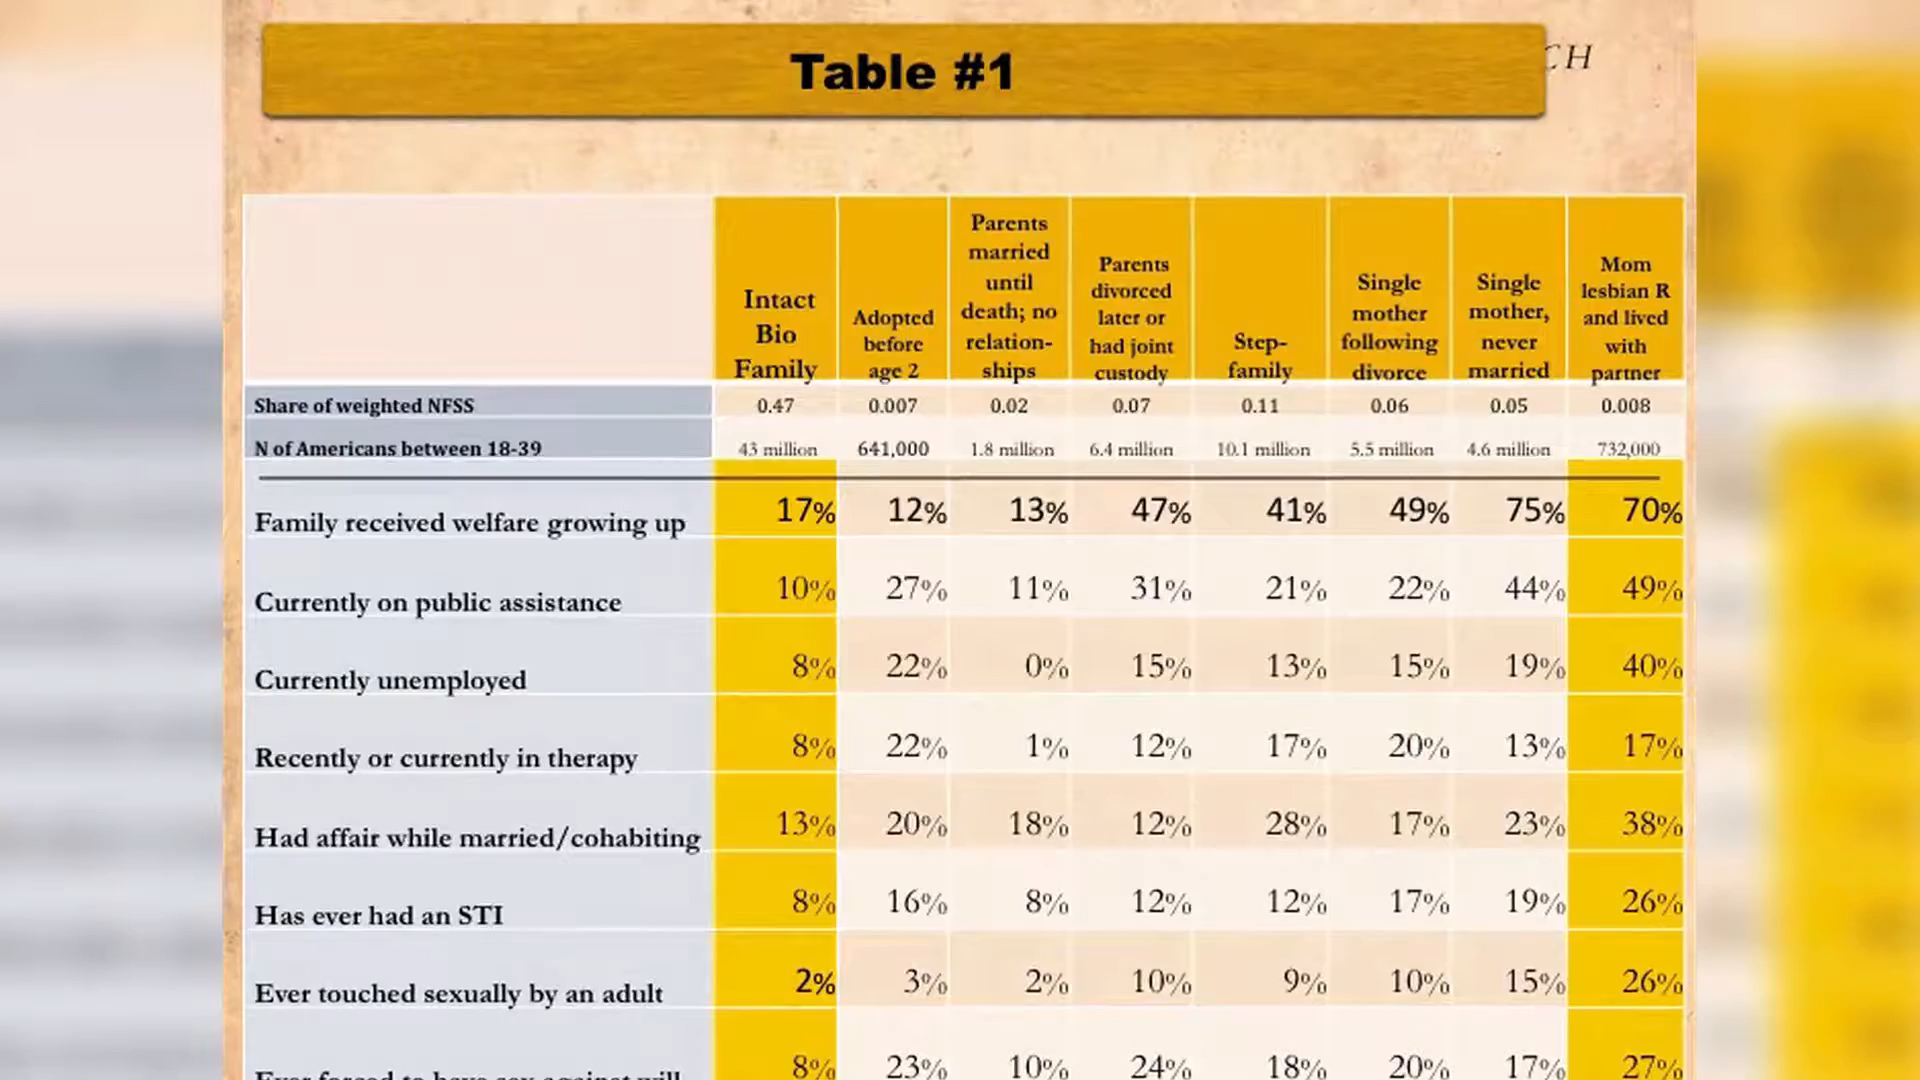 Table #1
CH
Intact Bio Family
Adopted before age 2
Parents married until death; no relation-ships
Parents divorced later or had joint custody
Step-family
Single mother following divorce
Single mother, never married
Mom lesbian R and lived with partner
Share of weighted NFSS 0.47 0.007 0.02 0.07 0.11 0.06 0.05 0.008
N of Americans between 18-39 43 million 641,000 1.8 million 6.4 million 10.1 million 5.5 million 4.6 million 732,000
Family received welfare growing up 17% 12% 13% 47% 41% 49% 75% 70%
Currently on public assistance 10% 27% 11% 31% 21% 22% 44% 49%
Currently unemployed 8% 22% 0% 15% 13% 15% 19% 40%
Recently or currently in therapy 8% 22% 1% 12% 17% 20% 13% 17%
Had affair while married/cohabiting 13% 20% 18% 12% 28% 17% 23% 38%
Has ever had an STI 8% 16% 8% 12% 12% 17% 19% 26%
Ever touched sexually by an adult 2% 3% 2% 10% 9% 10% 15% 26%
Ever forced to have sex against will 8% 23% 10% 24% 18% 20% 17% 27%